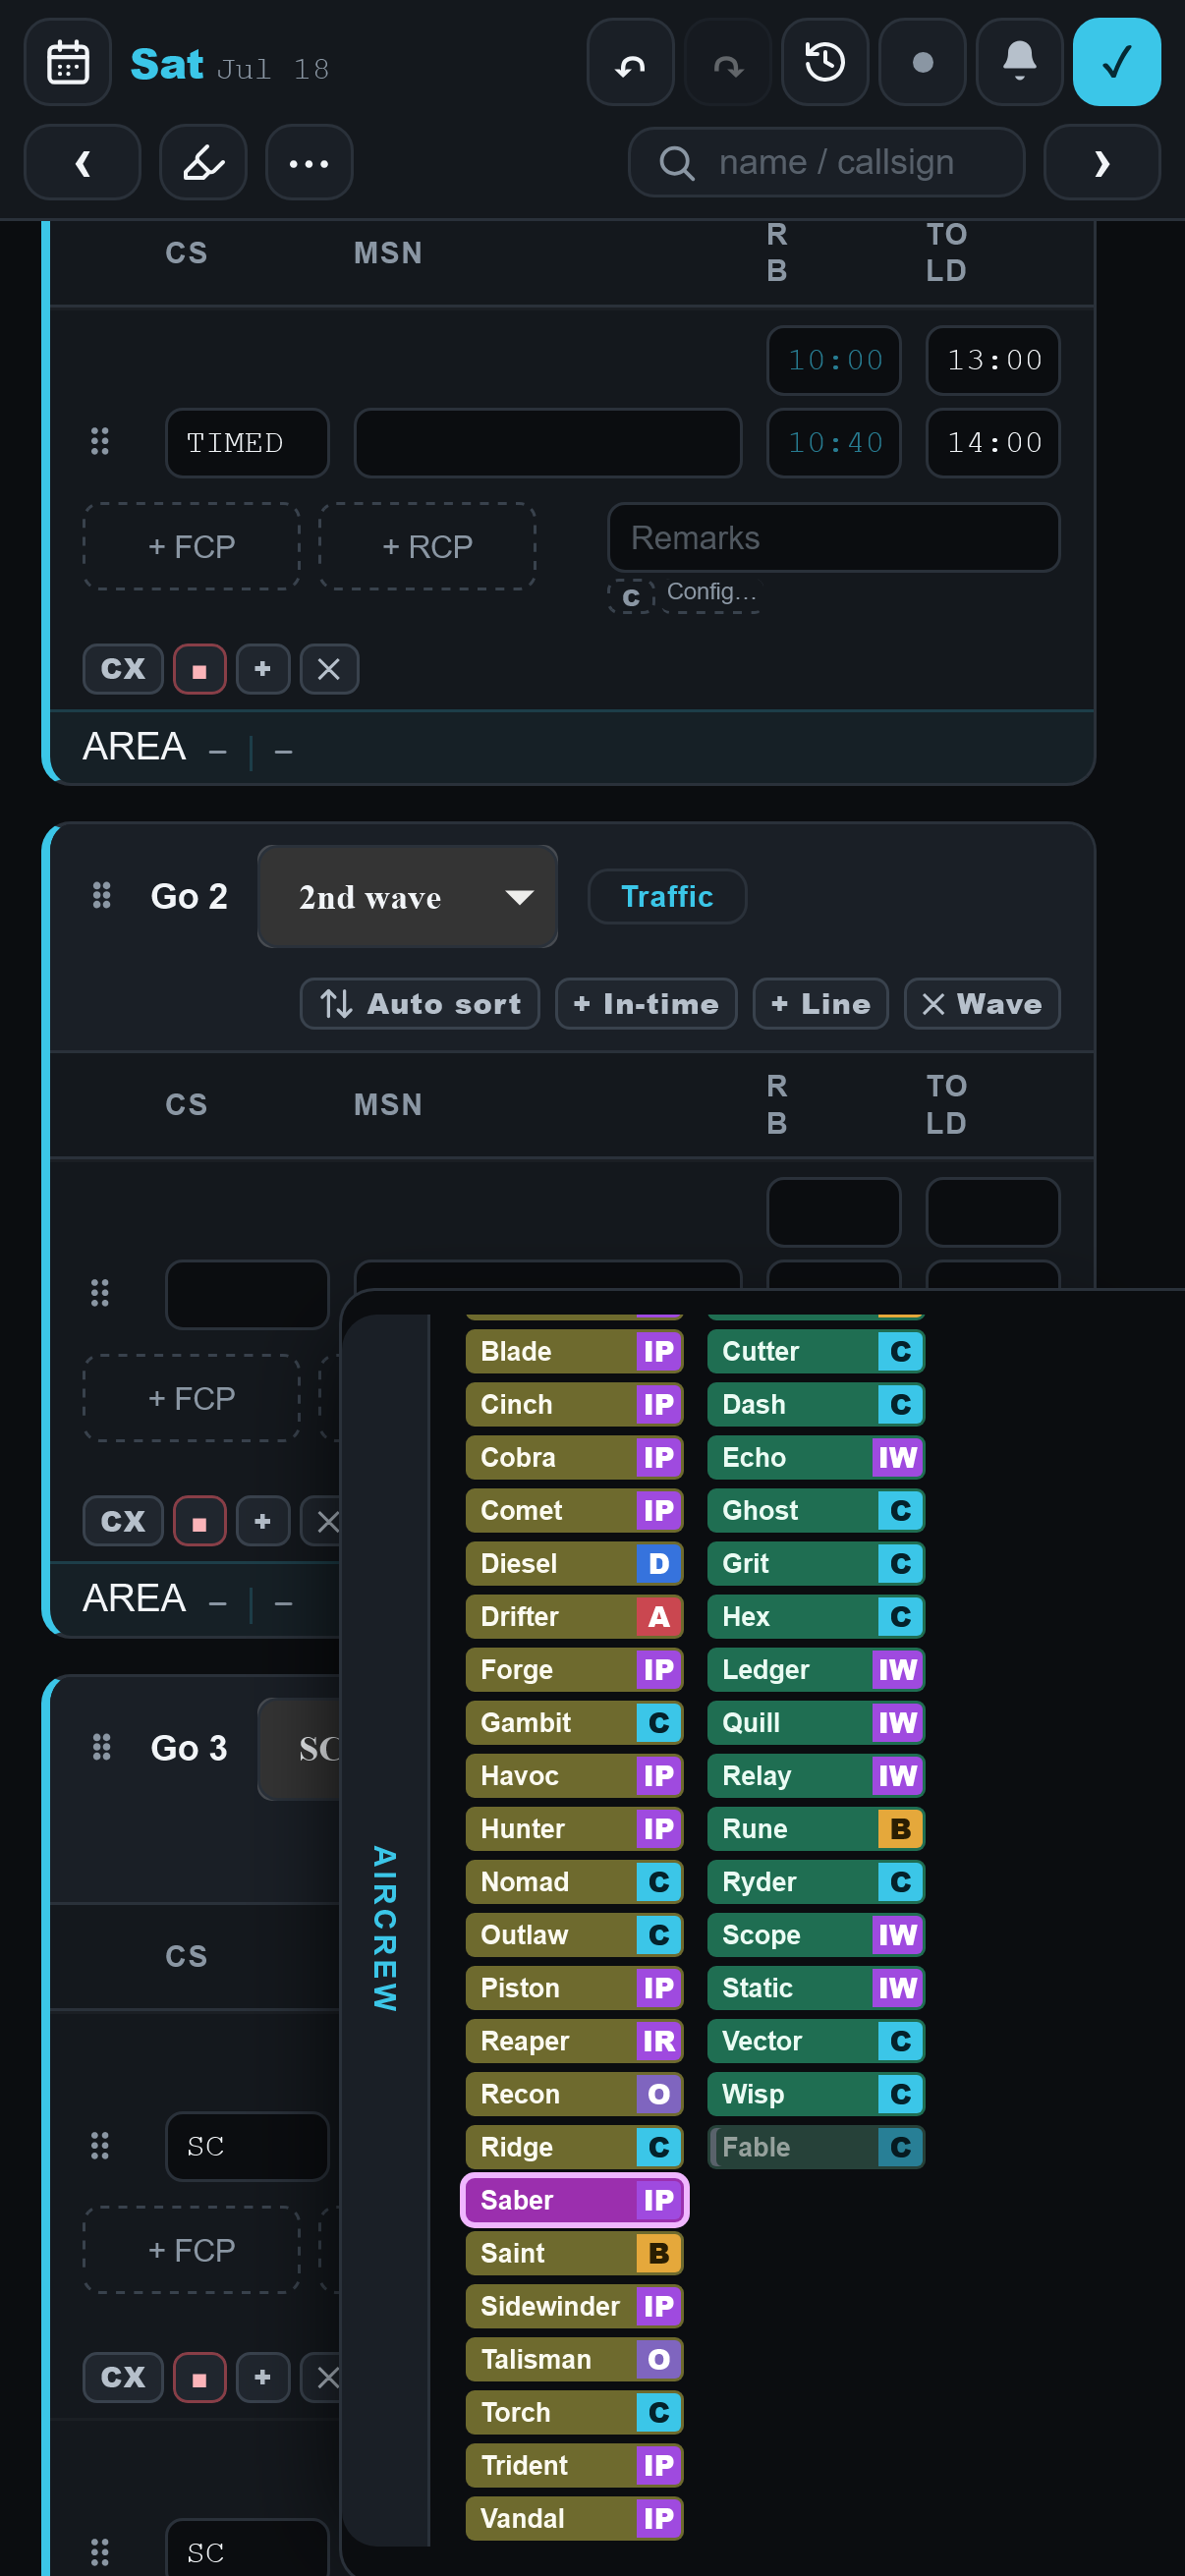 Sat Jul 18
name / callsign
CS MSN R B TO LD
10:00 13:00
TIMED 10:40 14:00
+ FCP + RCP Remarks
C Config...
CX +
AREA – | –
Go 2 2nd wave Traffic
Auto sort + In-time + Line Wave
CS MSN R B TO LD
+ FCP
CX +
AREA – | –
Go 3 SC
CS
SC
+ FCP
CX +
SC
AIRCREW
Blade IP
Cinch IP
Cobra IP
Comet IP
Diesel D
Drifter A
Forge IP
Gambit C
Havoc IP
Hunter IP
Nomad C
Outlaw C
Piston IP
Reaper IR
Recon O
Ridge C
Saber IP
Saint B
Sidewinder IP
Talisman O
Torch C
Trident IP
Vandal IP
Cutter C
Dash C
Echo IW
Ghost C
Grit C
Hex C
Ledger IW
Quill IW
Relay IW
Rune B
Ryder C
Scope IW
Static IW
Vector C
Wisp C
Fable C